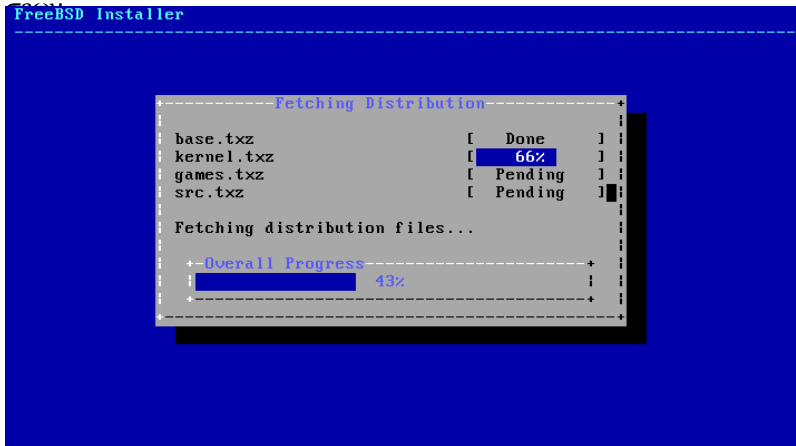 FreeBSD Installer
Fetching Distribution
base.txz [ Done ]
kernel.txz [ 66% ]
games.txz [ Pending ]
src.txz [ Pending ]
Fetching distribution files...
Overall Progress
43%